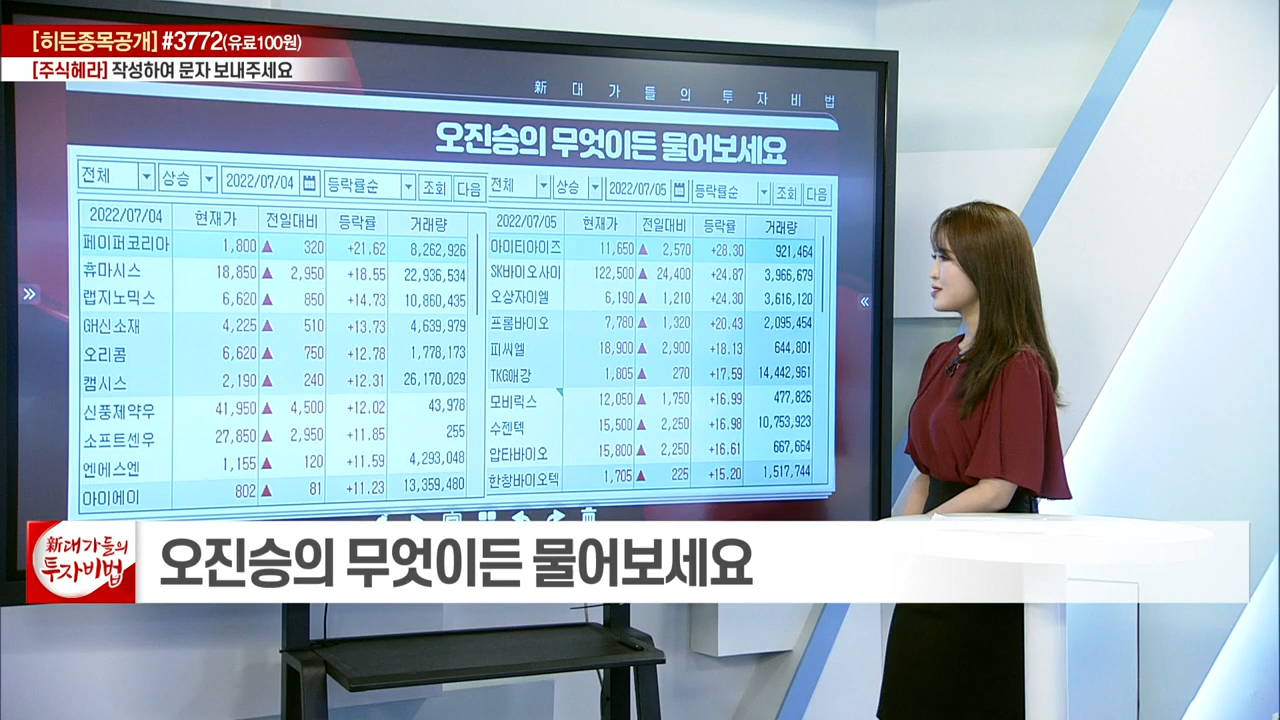 [히든종목공개] #3772(유료100원)
[주식헤라] 작성하여 문자 보내주세요
新 대 가 들 의 투 자 비 법
오진승의 무엇이든 물어보세요
전체 상승 2022/07/04 등락률순 조회 다음
2022/07/04 현재가 전일대비 등락률 거래량
페이퍼코리아 1,800 ▲ 320 +21.62 8,262,926
휴마시스 18,850 ▲ 2,950 +18.55 22,936,534
랩지노믹스 6,620 ▲ 850 +14.73 10,860,435
GH신소재 4,225 ▲ 510 +13.73 4,639,979
오리콤 6,620 ▲ 750 +12.78 1,778,173
캠시스 2,190 ▲ 240 +12.31 26,170,029
신풍제약우 41,950 ▲ 4,500 +12.02 43,978
소프트센우 27,850 ▲ 2,950 +11.85 255
엔에스엔 1,155 ▲ 120 +11.59 4,293,048
아미에이 802 ▲ 81 +11.23 13,359,480
전체 상승 2022/07/05 등락률순 조회 다음
2022/07/05 현재가 전일대비 등락률 거래량
아이티아이즈 11,650 ▲ 2,570 +28.30 921,464
SK바이오사이 122,500 ▲ 24,400 +24.87 3,966,679
오상자이엘 6,190 ▲ 1,210 +24.30 3,616,120
프롬바이오 7,780 ▲ 1,320 +20.43 2,095,454
피씨엘 18,900 ▲ 2,900 +18.13 644,801
TKG애강 1,805 ▲ 270 +17.59 14,442,961
모비릭스 12,050 ▲ 1,750 +16.99 477,826
수젠텍 15,500 ▲ 2,250 +16.98 10,753,923
압타바이오 15,800 ▲ 2,250 +16.61 667,664
한창바이오텍 1,705 ▲ 225 +15.20 1,517,744
新대가들의
투자비법
오진승의 무엇이든 물어보세요